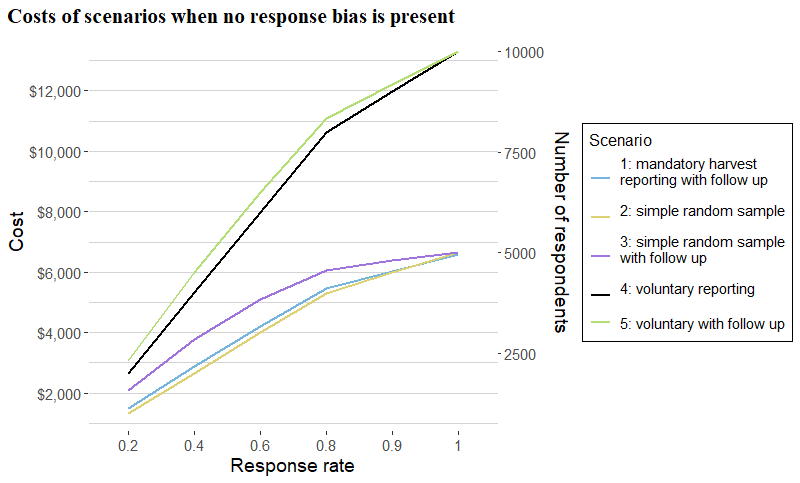 Costs of scenarios when no response bias is present
Cost
$12,000
$10,000
$8,000
$6,000
$4,000
$2,000
10000
7500
5000
2500
Number of respondents
0.2 0.4 0.6 0.8 0.9 1
Response rate
Scenario
1: mandatory harvest
reporting with follow up
2: simple random sample
3: simple random sample
with follow up
4: voluntary reporting
5: voluntary with follow up